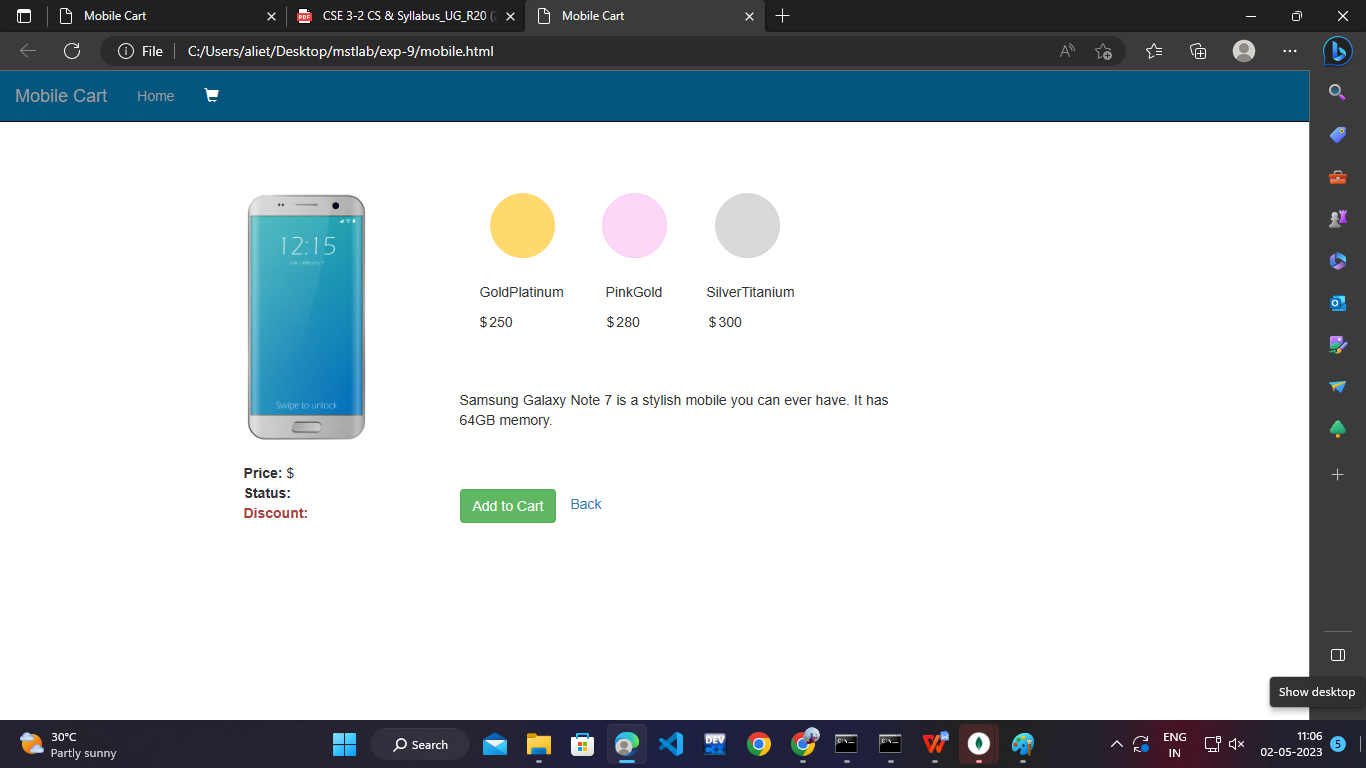 Mobile Cart
CSE 3-2 CS & Syllabus_UG_R20 (
Mobile Cart
File
C:/Users/aliet/Desktop/mstlab/exp-9/mobile.html
Mobile Cart Home
12:15
Swipe to unlock
GoldPlatinum PinkGold SilverTitanium
$ 250 $ 280 $ 300
Samsung Galaxy Note 7 is a stylish mobile you can ever have. It has
64GB memory.
Price: $
Status:
Discount:
Add to Cart Back
Show desktop
30°C
Partly sunny
Search
DEV
ENG
IN
11:06
02-05-2023
5